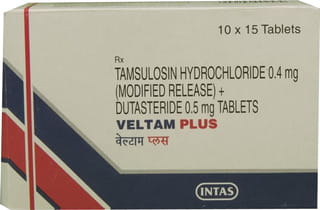 10 x 15 Tablets
Rx
TAMSULOSIN HYDROCHLORIDE 0.4 mg
(MODIFIED RELEASE) +
DUTASTERIDE 0.5 mg TABLETS
VELTAM PLUS
वेल्टाम प्लस
INTAS